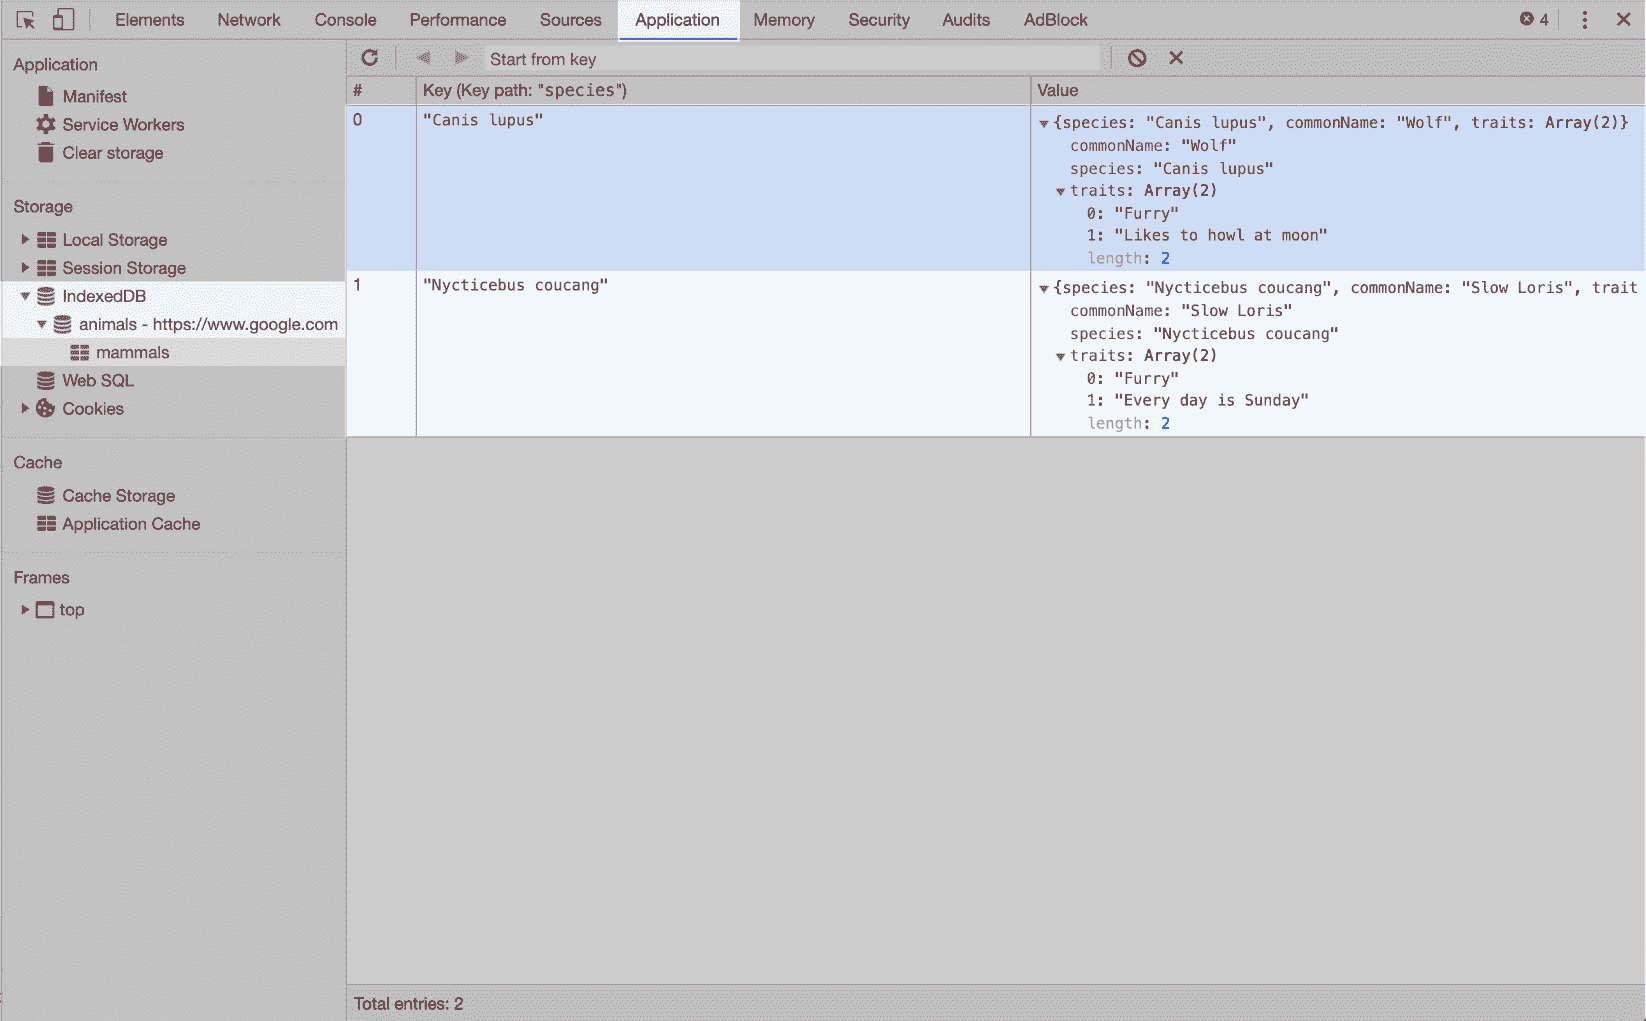 Elements Network Console Performance Sources Application Memory Security Audits AdBlock 4
Application
Manifest
Service Workers
Clear storage
Storage
Local Storage
Session Storage
IndexedDB
animals - https://www.google.com
mammals
Web SQL
Cookies
Cache
Cache Storage
Application Cache
Frames
top
Start from key
# Key (Key path: "species") Value
0 "Canis lupus" {species: "Canis lupus", commonName: "Wolf", traits: Array(2)}
commonName: "Wolf"
species: "Canis lupus"
traits: Array(2)
0: "Furry"
1: "Likes to howl at moon"
length: 2
1 "Nycticebus coucang" {species: "Nycticebus coucang", commonName: "Slow Loris", trait
commonName: "Slow Loris"
species: "Nycticebus coucang"
traits: Array(2)
0: "Furry"
1: "Every day is Sunday"
length: 2
Total entries: 2